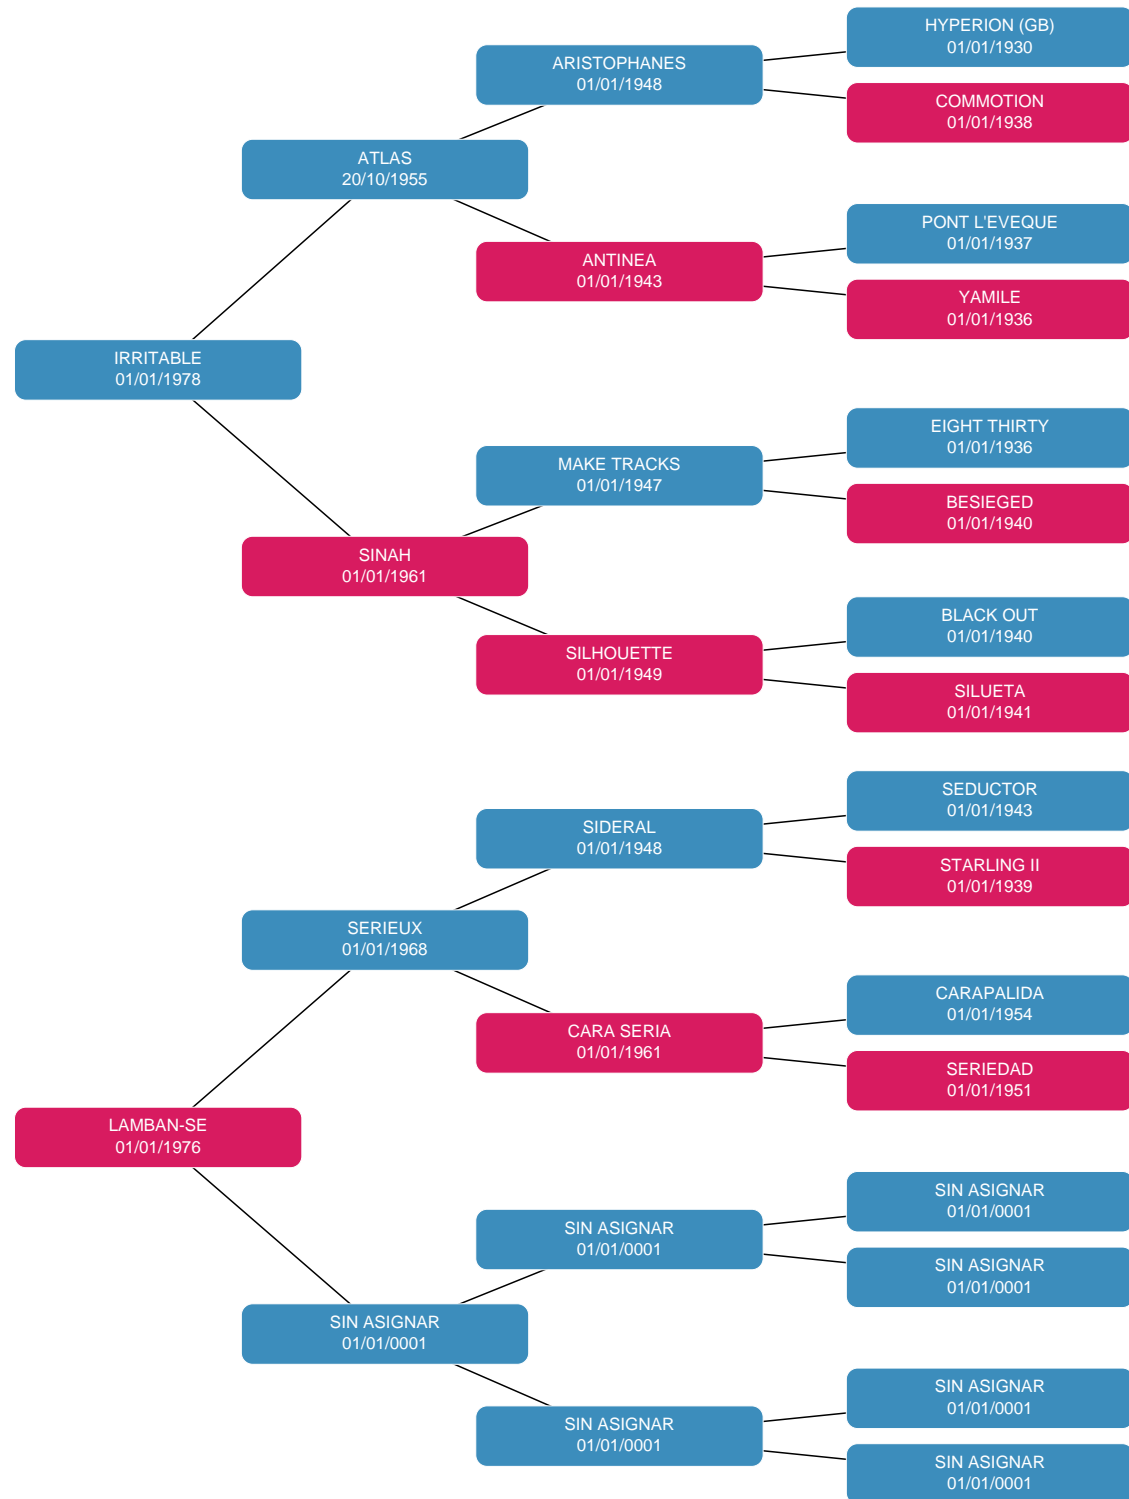 HYPERION (GB)
01/01/1930
ARISTOPHANES
01/01/1948
COMMOTION
01/01/1938
ATLAS
20/10/1955
PONT L'EVEQUE
01/01/1937
ANTINEA
01/01/1943
YAMILE
01/01/1936
IRRITABLE
01/01/1978
EIGHT THIRTY
01/01/1936
MAKE TRACKS
01/01/1947
BESIEGED
01/01/1940
SINAH
01/01/1961
BLACK OUT
01/01/1940
SILHOUETTE
01/01/1949
SILUETA
01/01/1941
SEDUCTOR
01/01/1943
SIDERAL
01/01/1948
STARLING II
01/01/1939
SERIEUX
01/01/1968
CARAPALIDA
01/01/1954
CARA SERIA
01/01/1961
SERIEDAD
01/01/1951
LAMBAN-SE
01/01/1976
SIN ASIGNAR
01/01/0001
SIN ASIGNAR
01/01/0001
SIN ASIGNAR
01/01/0001
SIN ASIGNAR
01/01/0001
SIN ASIGNAR
01/01/0001
SIN ASIGNAR
01/01/0001
SIN ASIGNAR
01/01/0001